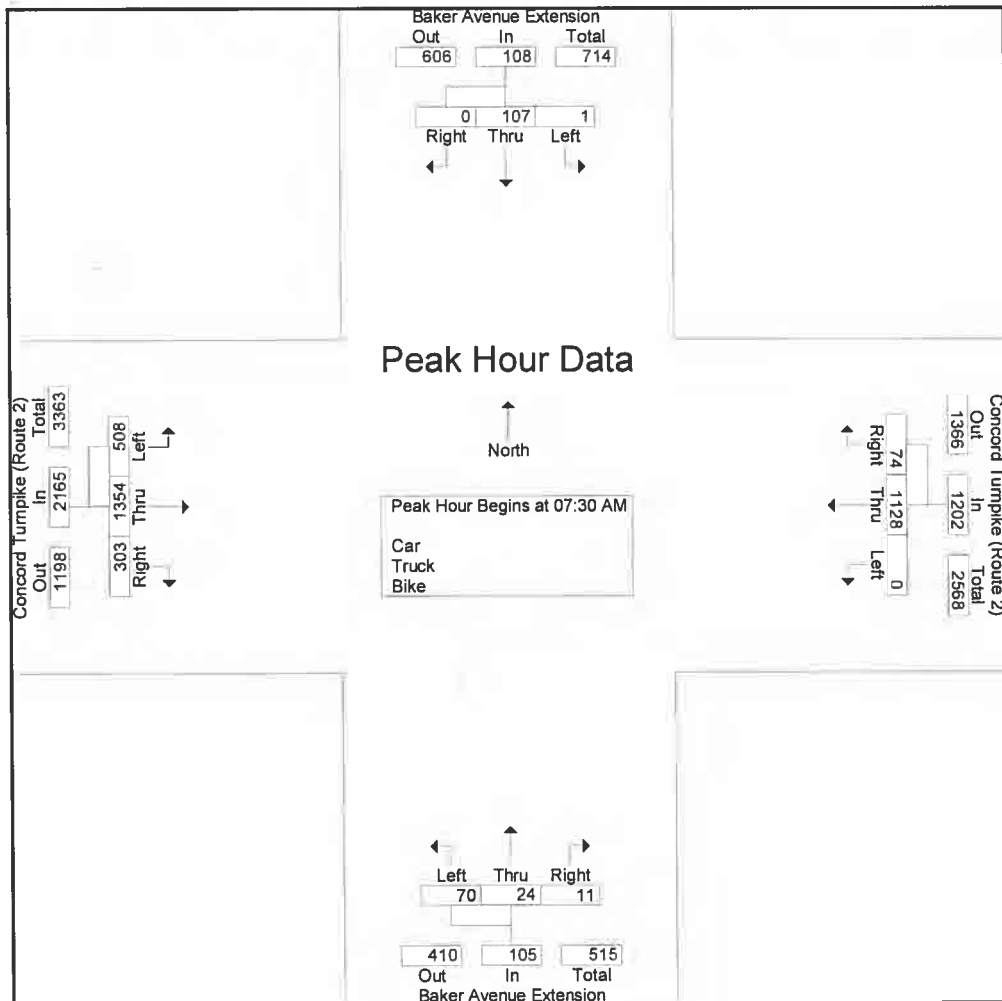 Baker Avenue Extension
Out In Total
606 108 714
0 107 1
Right Thru Left
Peak Hour Data
North
Peak Hour Begins at 07:30 AM
Car
Truck
Bike
Concord Turnpike (Route 2)
Total In Out
3363 2165 1198
508 1354 303
Left Thru Right
Concord Turnpike (Route 2)
Out In Total
1366 1202 2568
74 1128 0
Right Thru Left
Left Thru Right
70 24 11
410 105 515
Out In Total
Baker Avenue Extension